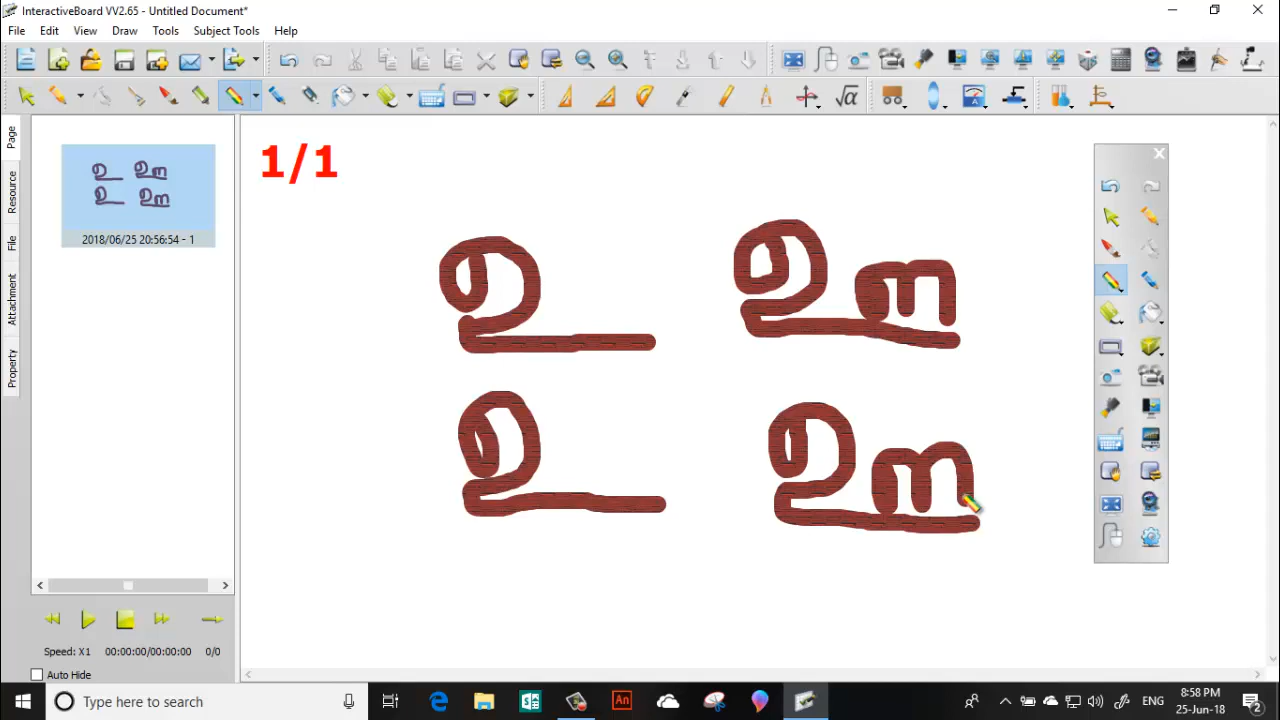 InteractiveBoard VV2.65 - Untitled Document*
File Edit View Draw Tools Subject Tools Help
Page
Resource
File
Attachment
Property
2018/06/25 20:56:54 - 1
1/1
உ ஊ
உ ஊ
Speed: X1 00:00:00/00:00:00 0/0
Auto Hide
Type here to search
An
ENG
8:58 PM
25-Jun-18
2